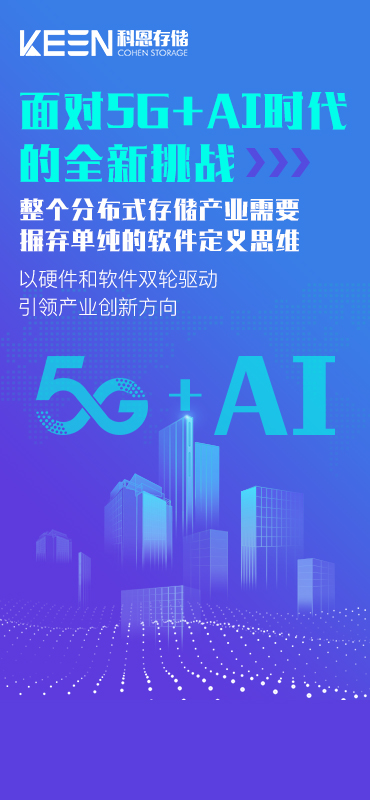 KEEN 科恩存储
COHEN STORAGE
面对5G+AI时代
的全新挑战
整个分布式存储产业需要
摒弃单纯的软件定义思维
以硬件和软件双轮驱动
引领产业创新方向
5G + AI